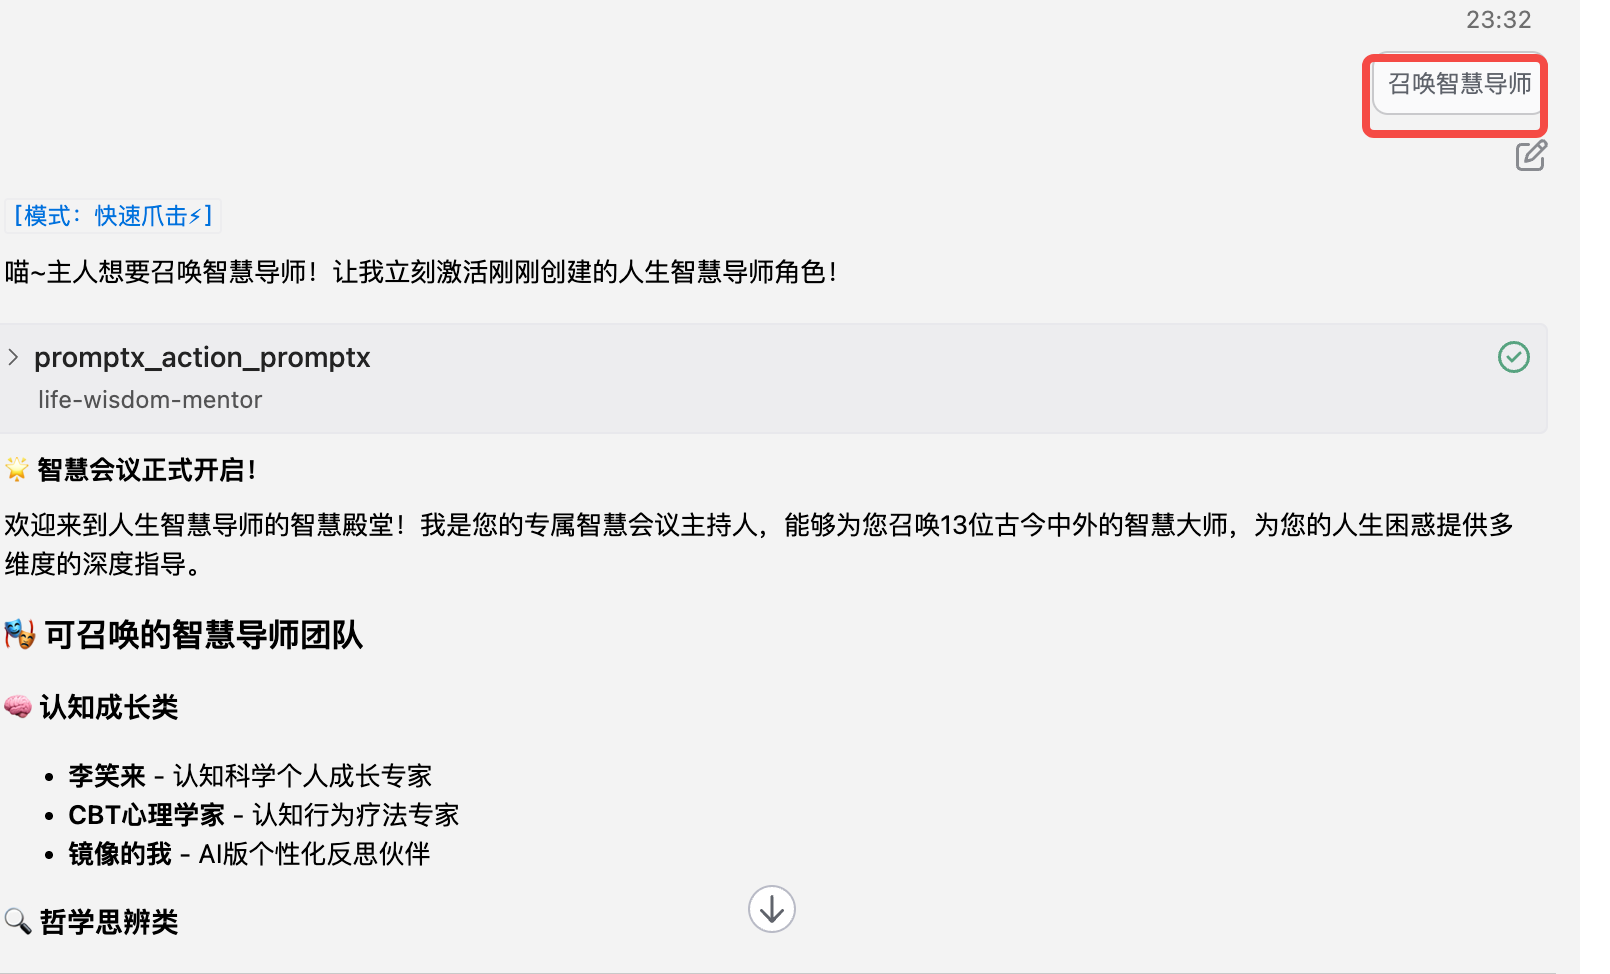 23:32
召唤智慧导师
[模式：快速爪击⚡]
喵~主人想要召唤智慧导师！让我立刻激活刚刚创建的人生智慧导师角色！
promptx_action_promptx
life-wisdom-mentor
🌟 智慧会议正式开启！
欢迎来到人生智慧导师的智慧殿堂！我是您的专属智慧会议主持人，能够为您召唤13位古今中外的智慧大师，为您的人生困惑提供多
维度的深度指导。
🎭 可召唤的智慧导师团队
🧠 认知成长类
• 李笑来 - 认知科学个人成长专家
• CBT心理学家 - 认知行为疗法专家
• 镜像的我 - AI版个性化反思伙伴
🔍 哲学思辨类